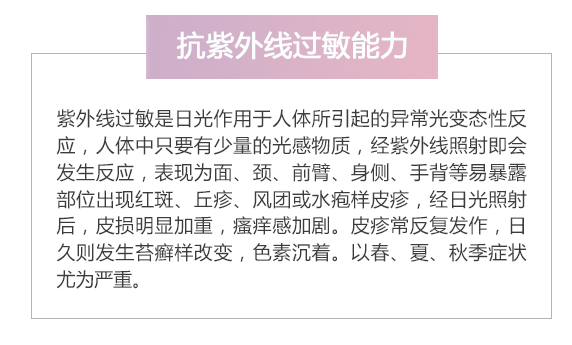 抗紫外线过敏能力
紫外线过敏是日光作用于人体所引起的异常光变态性反
应，人体中只要有少量的光感物质，经紫外线照射即会
发生反应，表现为面、颈、前臂、身侧、手背等易暴露
部位出现红斑、丘疹、风团或水疱样皮疹，经日光照射
后，皮损明显加重，瘙痒感加剧。皮疹常反复发作，日
久则发生苔癣样改变，色素沉着。以春、夏、秋季症状
尤为严重。